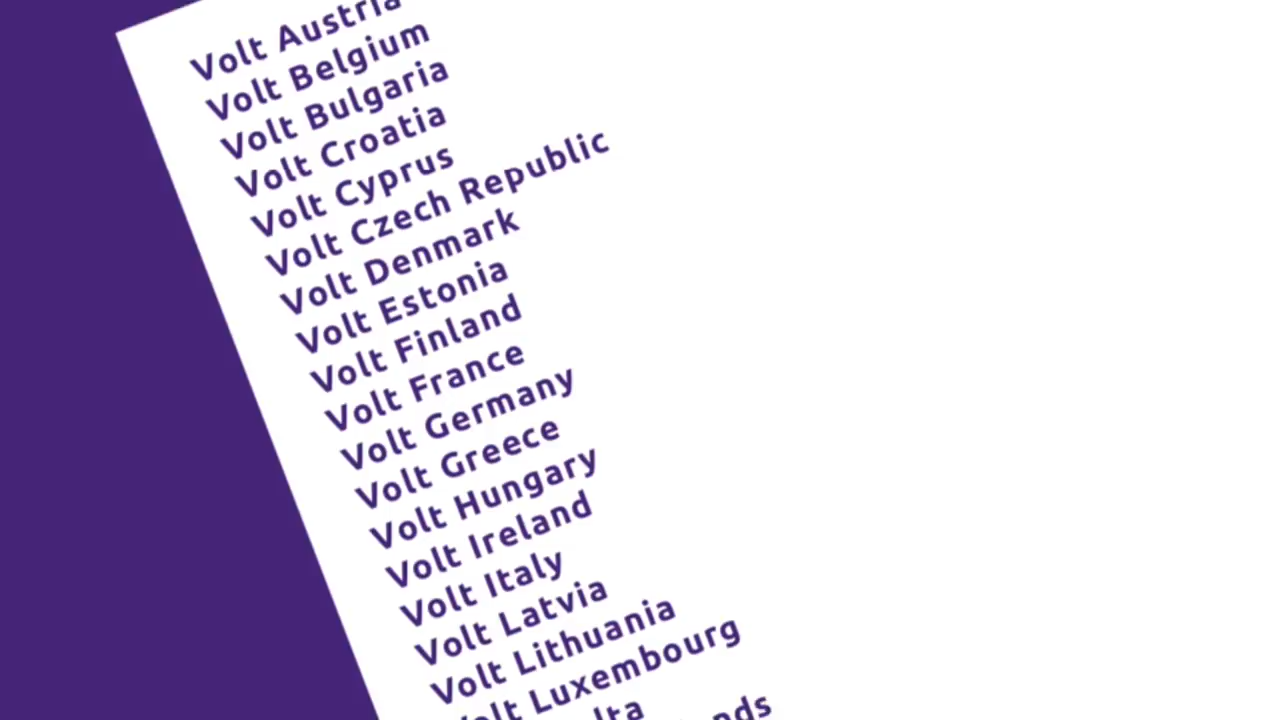 Volt Austria
Volt Belgium
Volt Bulgaria
Volt Croatia
Volt Cyprus
Volt Czech Republic
Volt Denmark
Volt Estonia
Volt Finland
Volt France
Volt Germany
Volt Greece
Volt Hungary
Volt Ireland
Volt Italy
Volt Latvia
Volt Lithuania
Volt Luxembourg